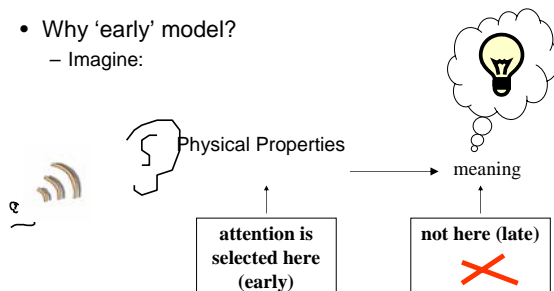 • Why ‘early’ model?
– Imagine:
Physical Properties
meaning
attention is
selected here
(early)
not here (late)